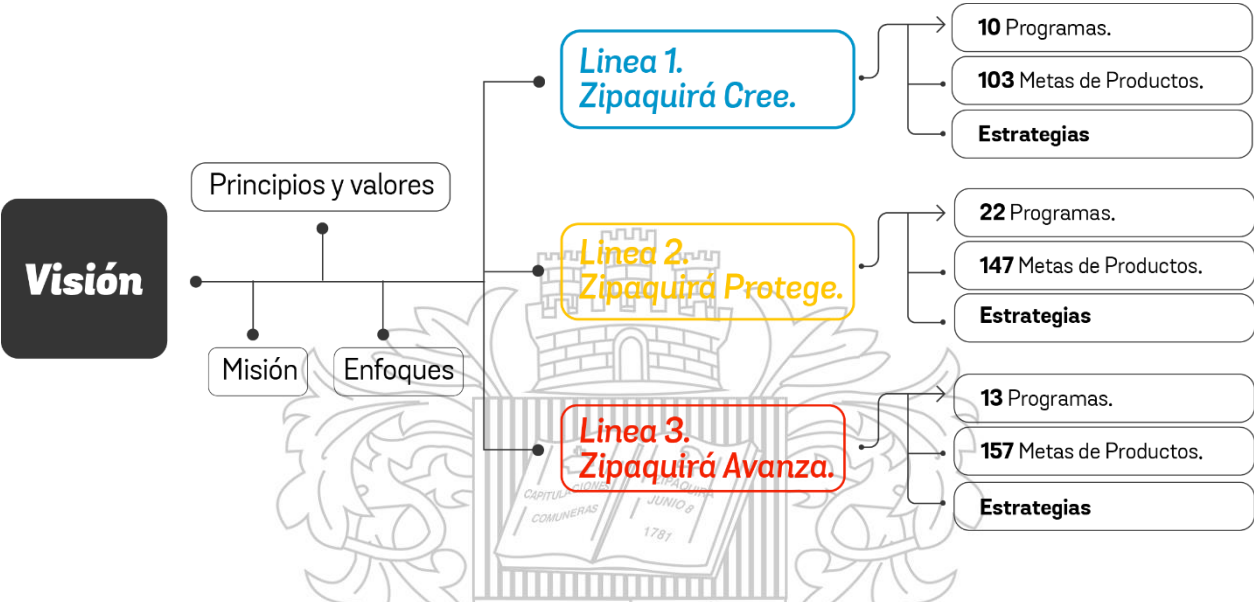 Visión
Principios y valores
Misión
Enfoques
Linea 1.
Zipaquirá Cree.
10 Programas.
103 Metas de Productos.
Estrategias
Linea 2.
Zipaquirá Protege.
22 Programas.
147 Metas de Productos.
Estrategias
Linea 3.
Zipaquirá Avanza.
13 Programas.
157 Metas de Productos.
Estrategias
CAPITULACIONES
COMUNERAS
ZIPAQUIRA
JUNIO 8
1781